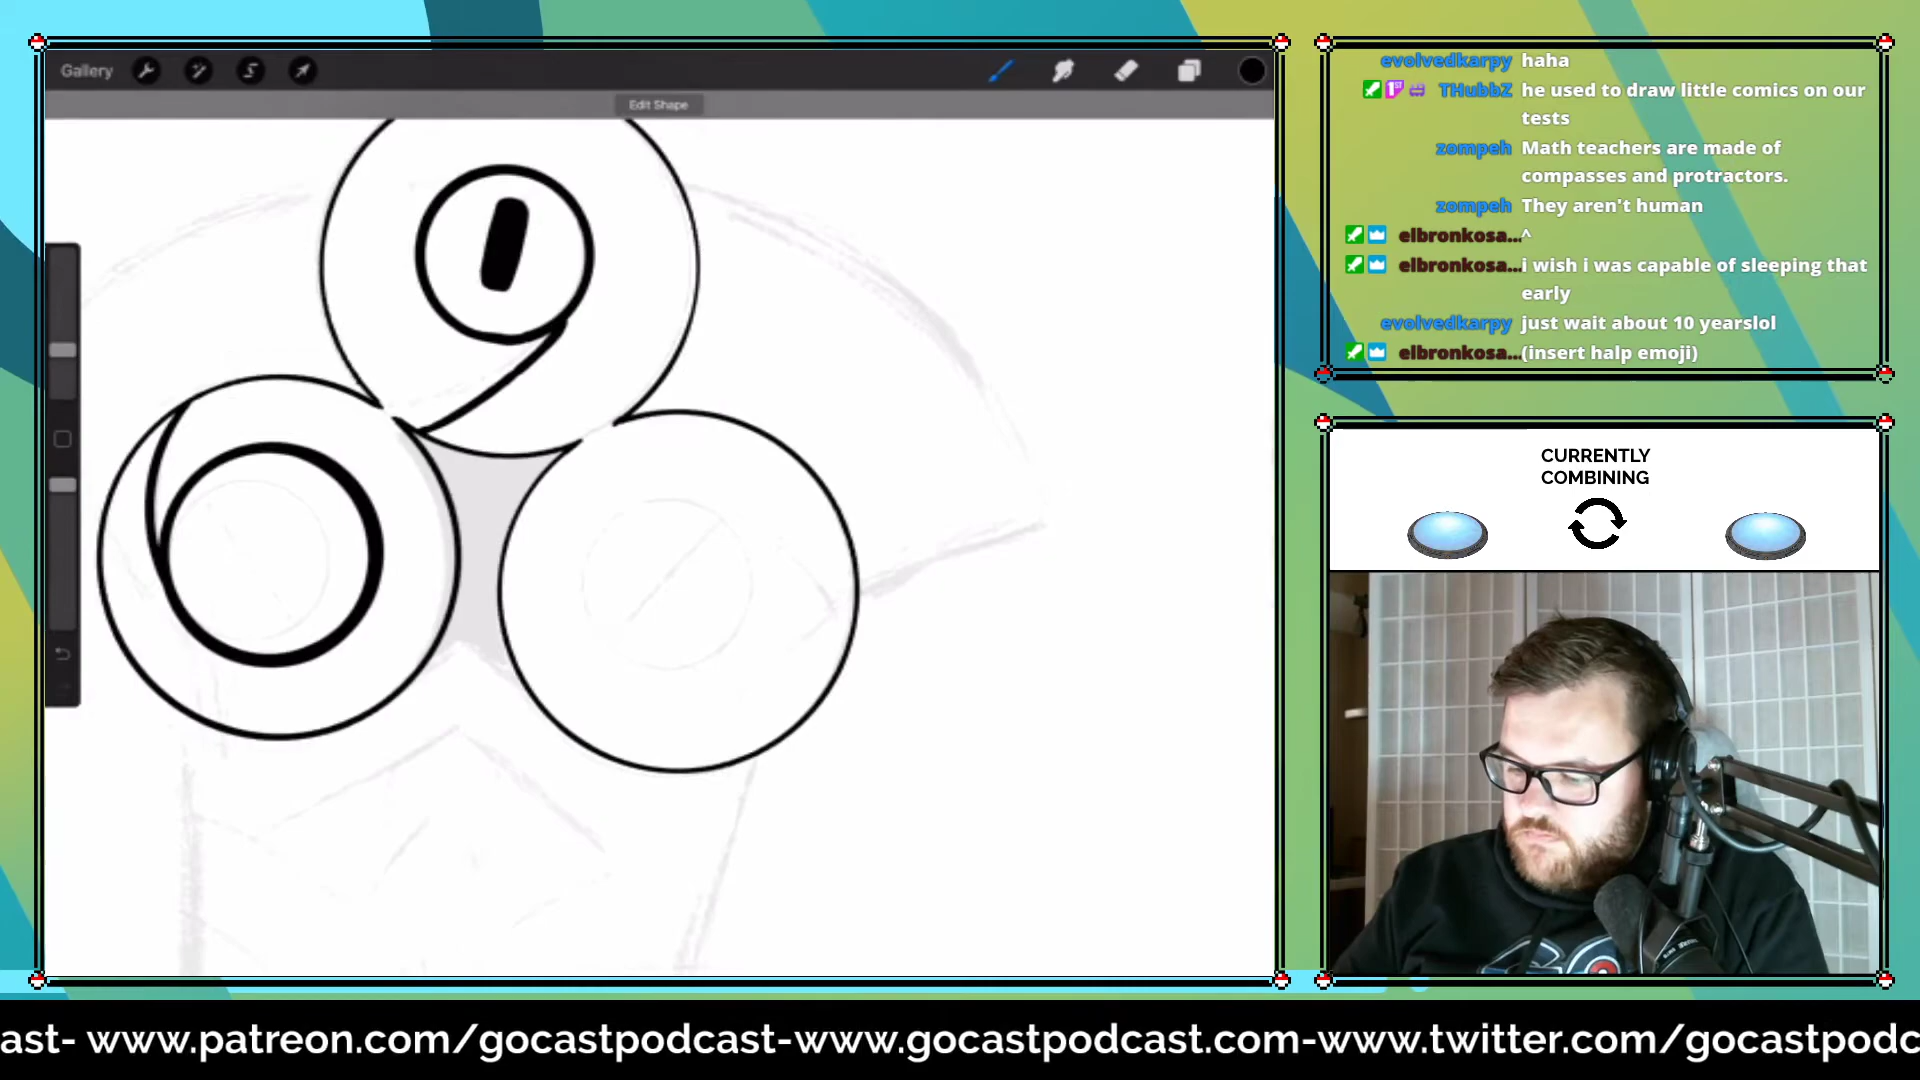 Gallery
Edit Shape
evolvedkarpy haha
THubbZ he used to draw little comics on our
tests
zompeh Math teachers are made of
compasses and protractors.
zompeh They aren't human
elbronkosa... ^
elbronkosa... i wish i was capable of sleeping that
early
evolvedkarpy just wait about 10 yearslol
elbronkosa... (insert halp emoji)
CURRENTLY
COMBINING
ast- www.patreon.com/gocastpodcast-www.gocastpodcast.com-www.twitter.com/gocastpodc